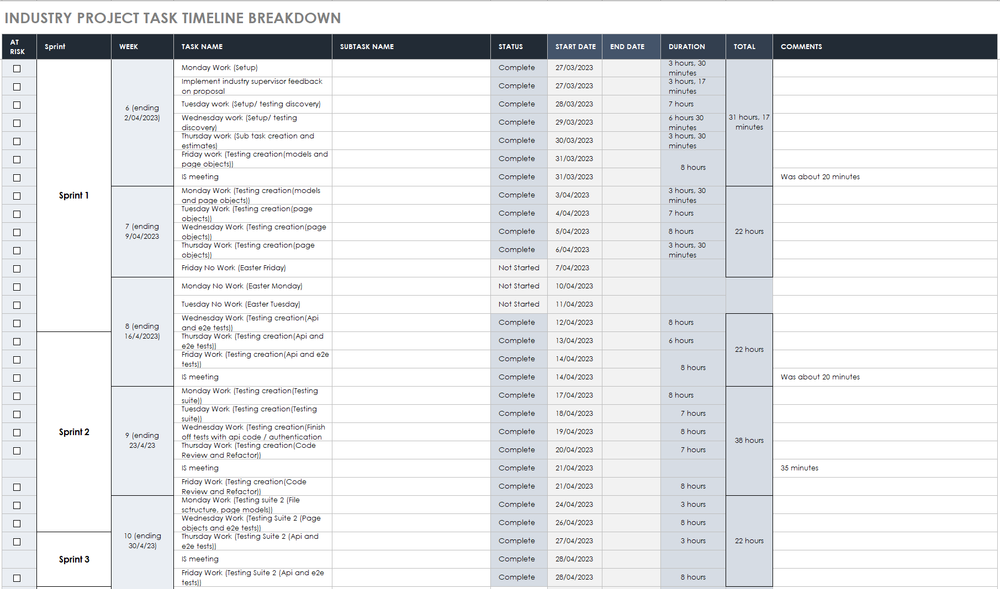 INDUSTRY PROJECT TASK TIMELINE BREAKDOWN
AT RISK Sprint WEEK TASK NAME SUBTASK NAME STATUS START DATE END DATE DURATION TOTAL COMMENTS
Sprint 1
6 (ending 2/04/2023)
31 hours, 17 minutes
Monday Work (Setup) Complete 27/03/2023 3 hours, 30 minutes
Implement industry supervisor feedback on proposal Complete 27/03/2023 3 hours, 17 minutes
Tuesday work (Setup/ testing discovery) Complete 28/03/2023 7 hours
Wednesday work (Setup/ testing discovery) Complete 29/03/2023 6 hours 30 minutes
Thursday work (Sub task creation and estimates) Complete 30/03/2023 3 hours, 30 minutes
Friday work (Testing creation(models and page objects)) Complete 31/03/2023 8 hours
IS meeting Complete 31/03/2023 Was about 20 minutes
7 (ending 9/04/2023
22 hours
Monday Work (Testing creation(models and page objects)) Complete 3/04/2023 3 hours, 30 minutes
Tuesday Work (Testing creation(page objects)) Complete 4/04/2023 7 hours
Wednesday Work (Testing creation(page objects)) Complete 5/04/2023 8 hours
Thursday Work (Testing creation(page objects)) Complete 6/04/2023 3 hours, 30 minutes
Friday No Work (Easter Friday) Not Started 7/04/2023
8 (ending 16/4/2023)
Monday No Work (Easter Monday) Not Started 10/04/2023
Tuesday No Work (Easter Tuesday) Not Started 11/04/2023
22 hours
Wednesday Work (Testing creation(Api and e2e tests)) Complete 12/04/2023 8 hours
Sprint 2
Thursday Work (Testing creation(Api and e2e tests)) Complete 13/04/2023 6 hours
Friday Work (Testing creation(Api and e2e tests)) Complete 14/04/2023 8 hours
IS meeting Complete 14/04/2023 Was about 20 minutes
9 (ending 23/4/23
38 hours
Monday Work (Testing creation(Testing suite)) Complete 17/04/2023 8 hours
Tuesday Work (Testing creation(Testing suite)) Complete 18/04/2023 7 hours
Wednesday Work (Testing creation(Finish off tests with api code / authentication Complete 19/04/2023 8 hours
Thursday Work (Testing creation(Code Review and Refactor)) Complete 20/04/2023 7 hours
IS meeting Complete 21/04/2023 35 minutes
Friday Work (Testing creation(Code Review and Refactor)) Complete 21/04/2023 8 hours
10 (ending 30/4/23)
22 hours
Monday Work (Testing suite 2 (File sctructure, page models)) Complete 24/04/2023 3 hours
Wednesday Work (Testing Suite 2 (Page objects and e2e tests)) Complete 26/04/2023 8 hours
Sprint 3
Thursday Work (Testing Suite 2 (Api and e2e tests)) Complete 27/04/2023 3 hours
IS meeting Complete 28/04/2023
Friday Work (Testing Suite 2 (Api and e2e tests)) Complete 28/04/2023 8 hours